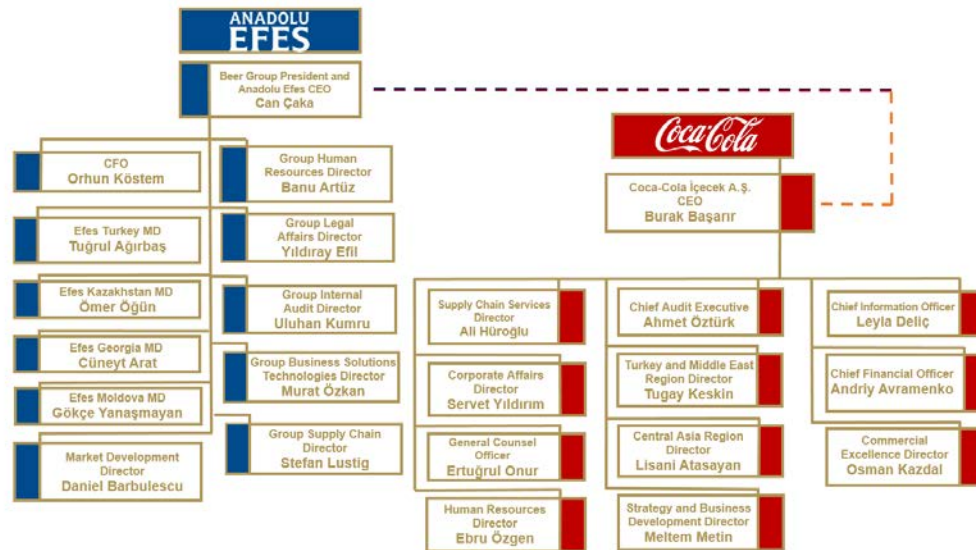 ANADOLU
EFES
Beer Group President and
Anadolu Efes CEO
Can Çaka
CFO
Orhun Köstem
Group Human
Resources Director
Banu Artüz
Efes Turkey MD
Tuğrul Ağırbaş
Group Legal
Affairs Director
Yıldıray Efil
Efes Kazakhstan MD
Ömer Öğün
Group Internal
Audit Director
Uluhan Kumru
Efes Georgia MD
Cüneyt Arat
Group Business Solutions
Technologies Director
Murat Özkan
Efes Moldova MD
Gökçe Yanaşmayan
Group Supply Chain
Director
Stefan Lustig
Market Development
Director
Daniel Barbulescu
Coca-Cola
Coca-Cola İçecek A.Ş.
CEO
Burak Başarır
Supply Chain Services
Director
Ali Hüroğlu
Corporate Affairs
Director
Servet Yıldırım
General Counsel
Officer
Ertuğrul Onur
Human Resources
Director
Ebru Özgen
Chief Audit Executive
Ahmet Öztürk
Turkey and Middle East
Region Director
Tugay Keskin
Central Asia Region
Director
Lisani Atasayan
Strategy and Business
Development Director
Meltem Metin
Chief Information Officer
Leyla Deliç
Chief Financial Officer
Andriy Avramenko
Commercial
Excellence Director
Osman Kazdal